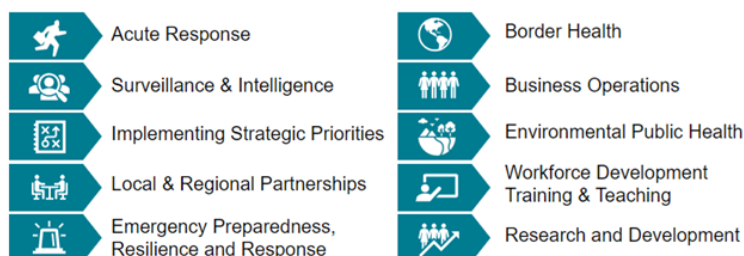 Acute Response
Surveillance & Intelligence
Implementing Strategic Priorities
Local & Regional Partnerships
Emergency Preparedness,
Resilience and Response
Border Health
Business Operations
Environmental Public Health
Workforce Development
Training & Teaching
Research and Development